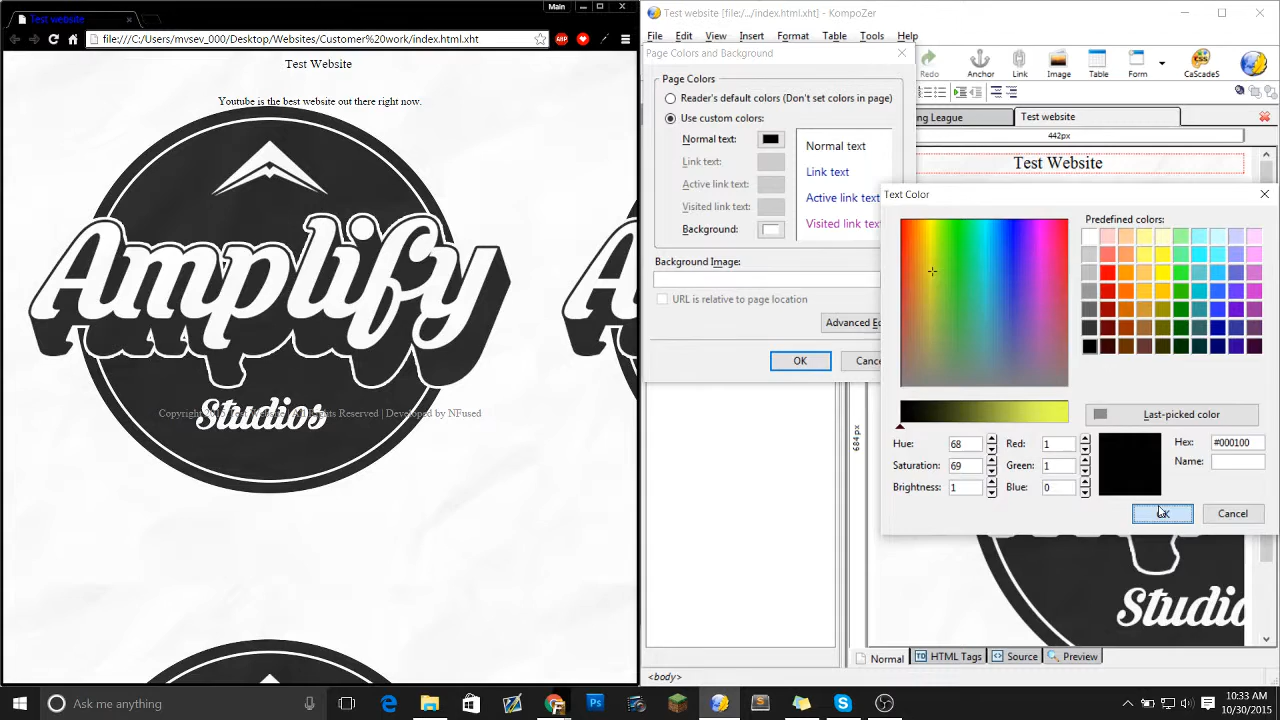 Main
Test website
file:///C:/Users/mvsev_000/Desktop/Websites/Customer%20work/index.html.xht
ABP
Test Website
Youtube is the best website out there right now.
Amplify
Studios
All Rights Reserved | Developed by NFused
Test website [file:/.../index.html.xht] - KompoZer
File Edit View Insert Format Table Tools Help
Redo Anchor Link Image Table Form CaScadeS
ng League Test website
442px
Test Website
684 px
Studio
Page Colors and Background
Page Colors
Reader's default colors (Don't set colors in page)
Use custom colors:
Normal text:
Link text:
Active link text:
Visited link text:
Background:
Normal text
Link text
Active link text
Visited link text
Background Image:
URL is relative to page location
Advanced Ed
OK Cance
Text Color
Predefined colors:
Last-picked color
Hue: 68 Red: 1
Saturation: 69 Green: 1
Brightness: 1 Blue: 0
Hex: #000100
Name:
OK Cancel
Normal HTML Tags Source Preview
<body>
Ask me anything
10:33 AM
10/30/2015